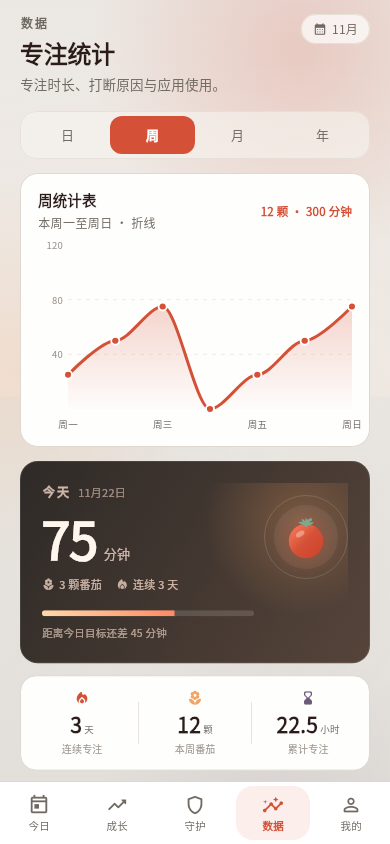 数据
专注统计
11月
专注时长、打断原因与应用使用。
日 周 月 年
周统计表
本周一至周日 · 折线
12 颗 · 300 分钟
120
80
40
周一 周三 周五 周日
今天 11月22日
75 分钟
3 颗番茄 连续 3 天
距离今日目标还差 45 分钟
3 天 12 颗 22.5 小时
连续专注 本周番茄 累计专注
今日 成长 守护 数据 我的